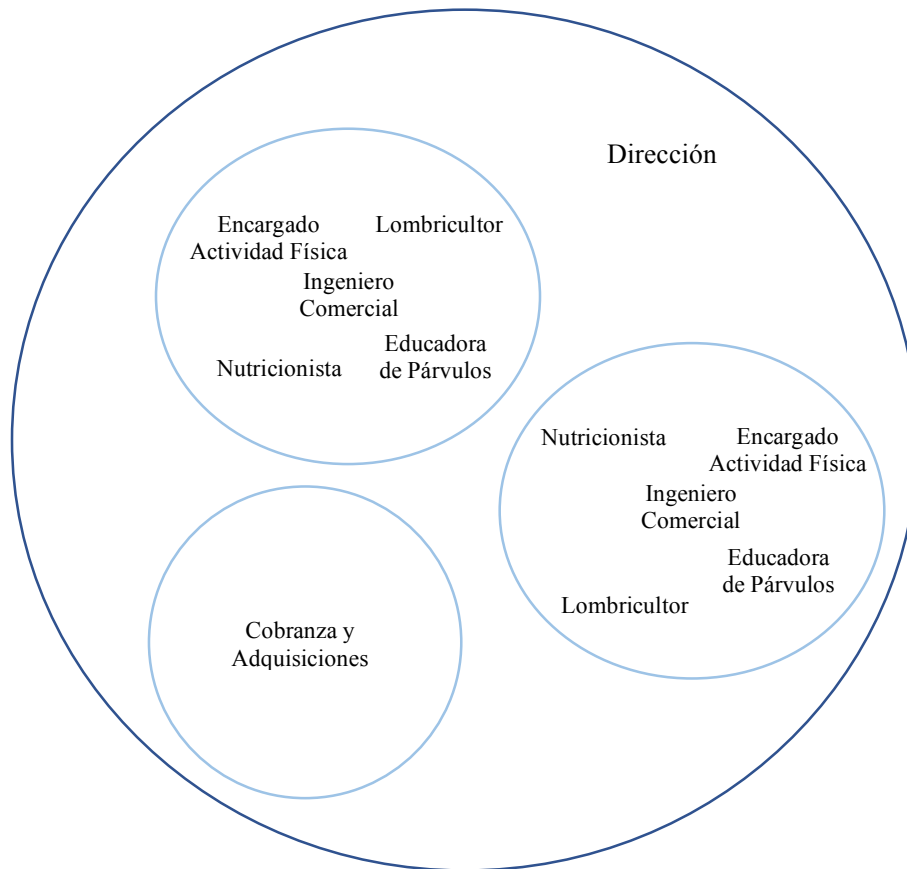 Dirección
Encargado
Actividad Física
Lombricultor
Ingeniero
Comercial
Nutricionista
Educadora
de Párvulos
Nutricionista
Encargado
Actividad Física
Ingeniero
Comercial
Educadora
de Párvulos
Lombricultor
Cobranza y
Adquisiciones